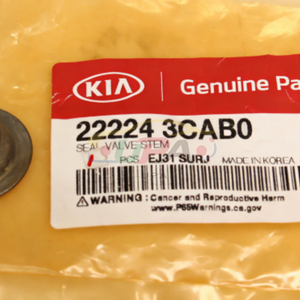 KIA Genuine Pa
22224 3CAB0
SEAL-VALVE STEM
PCS EJ31 SURJ MADE IN KOREA
WARNING: Cancer and Reproductive Harm
www.P65Warnings.ca.gov